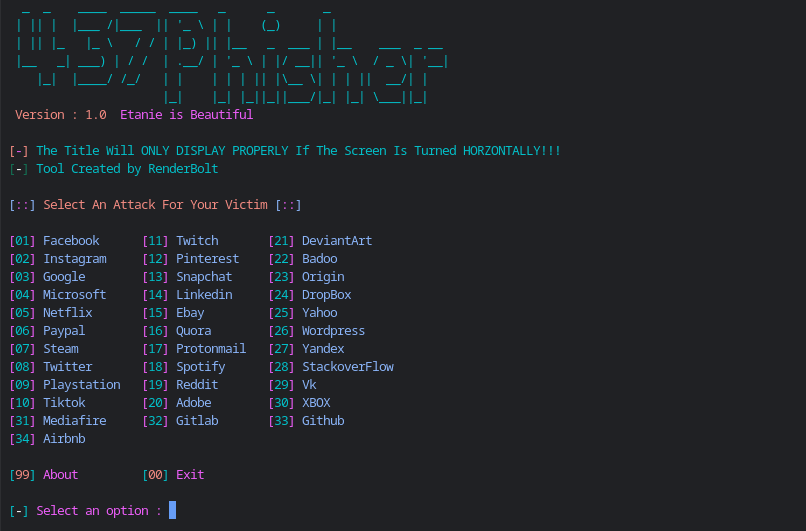 437Phisher
Version : 1.0 Etanie is Beautiful
[-] The Title Will ONLY DISPLAY PROPERLY If The Screen Is Turned HORZONTALLY!!!
[-] Tool Created by RenderBolt
[::] Select An Attack For Your Victim [::]
[01] Facebook [11] Twitch [21] DeviantArt
[02] Instagram [12] Pinterest [22] Badoo
[03] Google [13] Snapchat [23] Origin
[04] Microsoft [14] Linkedin [24] DropBox
[05] Netflix [15] Ebay [25] Yahoo
[06] Paypal [16] Quora [26] Wordpress
[07] Steam [17] Protonmail [27] Yandex
[08] Twitter [18] Spotify [28] StackoverFlow
[09] Playstation [19] Reddit [29] Vk
[10] Tiktok [20] Adobe [30] XBOX
[31] Mediafire [32] Gitlab [33] Github
[34] Airbnb
[99] About [00] Exit
[-] Select an option :